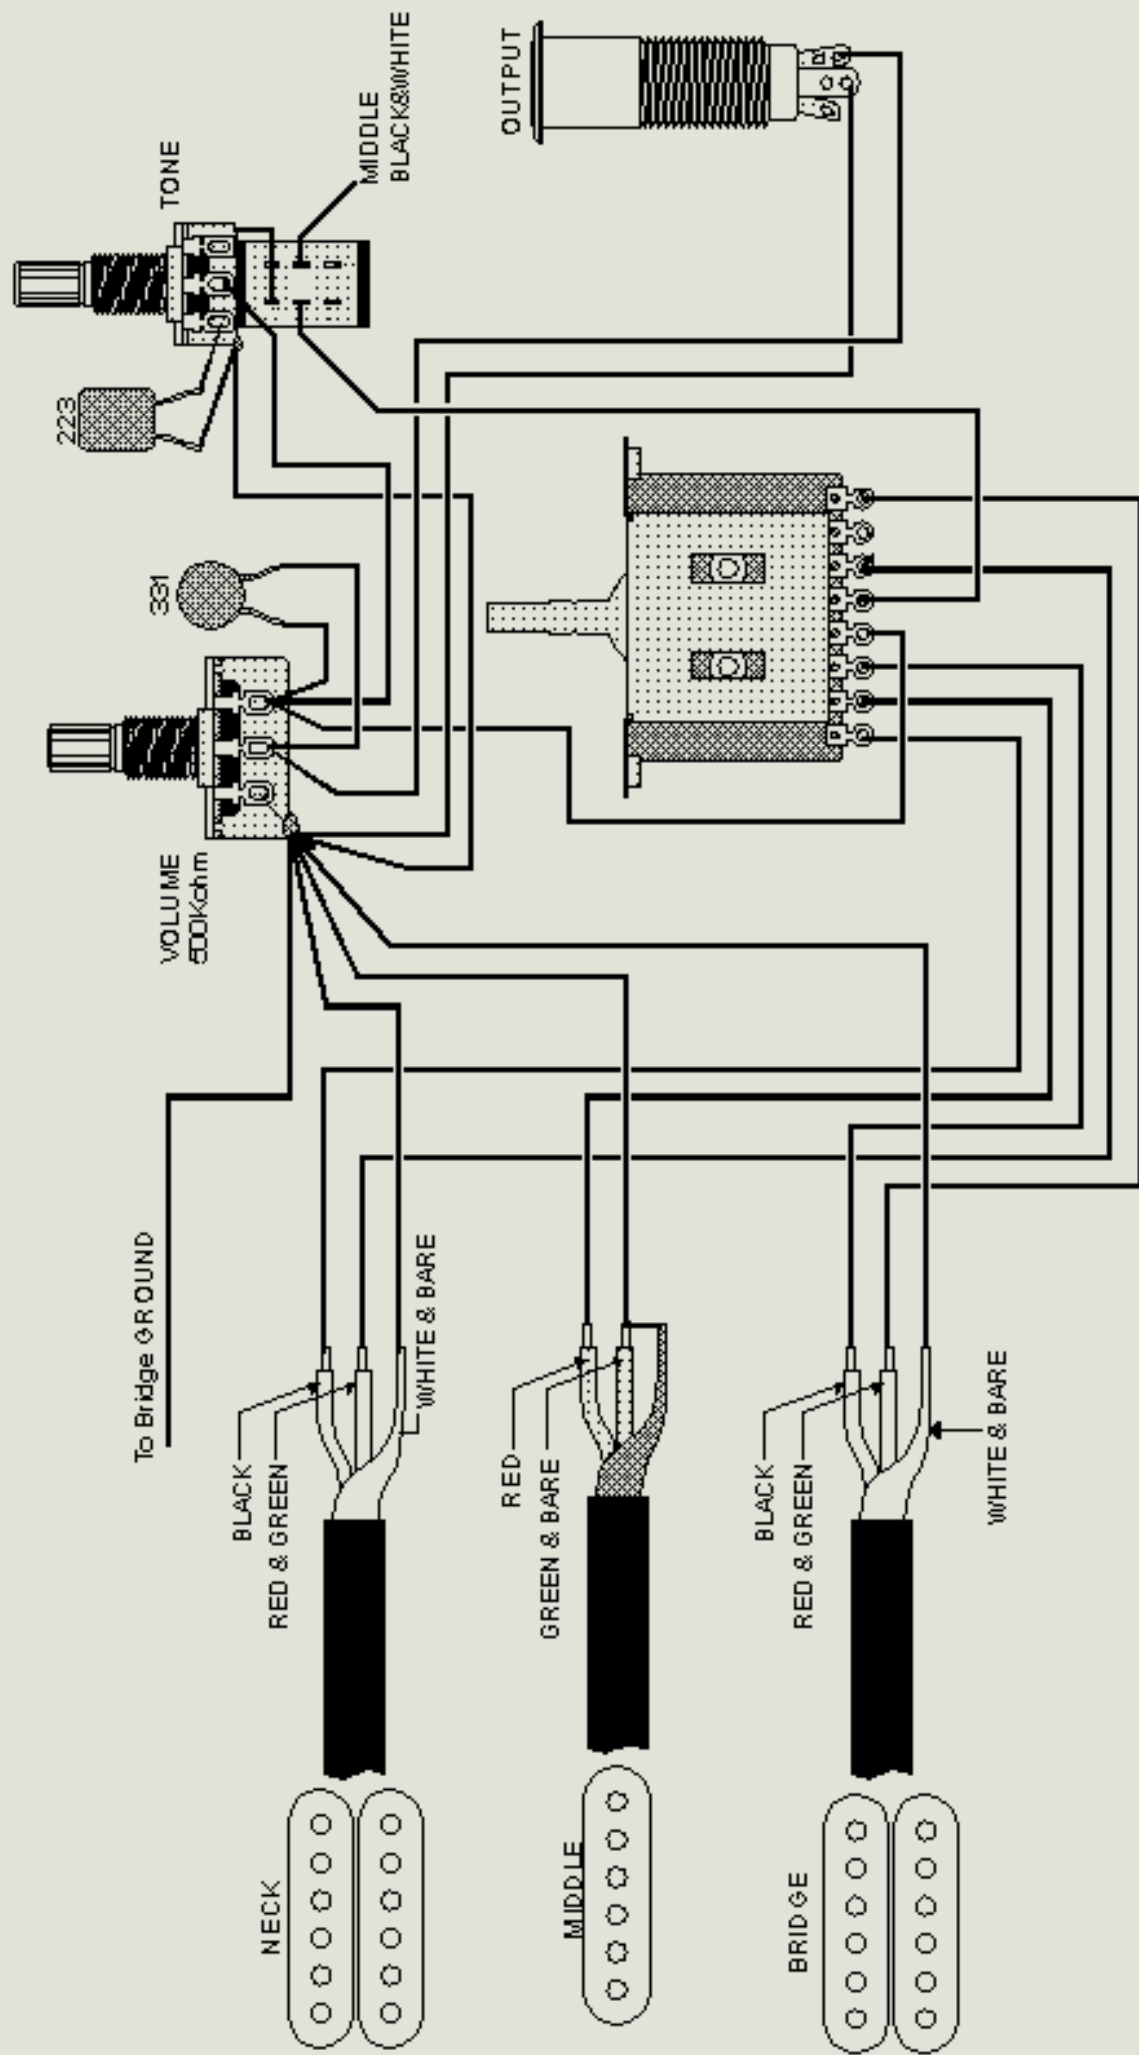 NECK
MIDDLE
BRIDGE
BLACK
RED & GREEN
WHITE & BARE
RED
GREEN & BARE
BLACK
RED & GREEN
WHITE & BARE
To Bridge GROUND
VOLUME
500Kohm
331
223
TONE
MIDDLE
BLACK&WHITE
OUTPUT